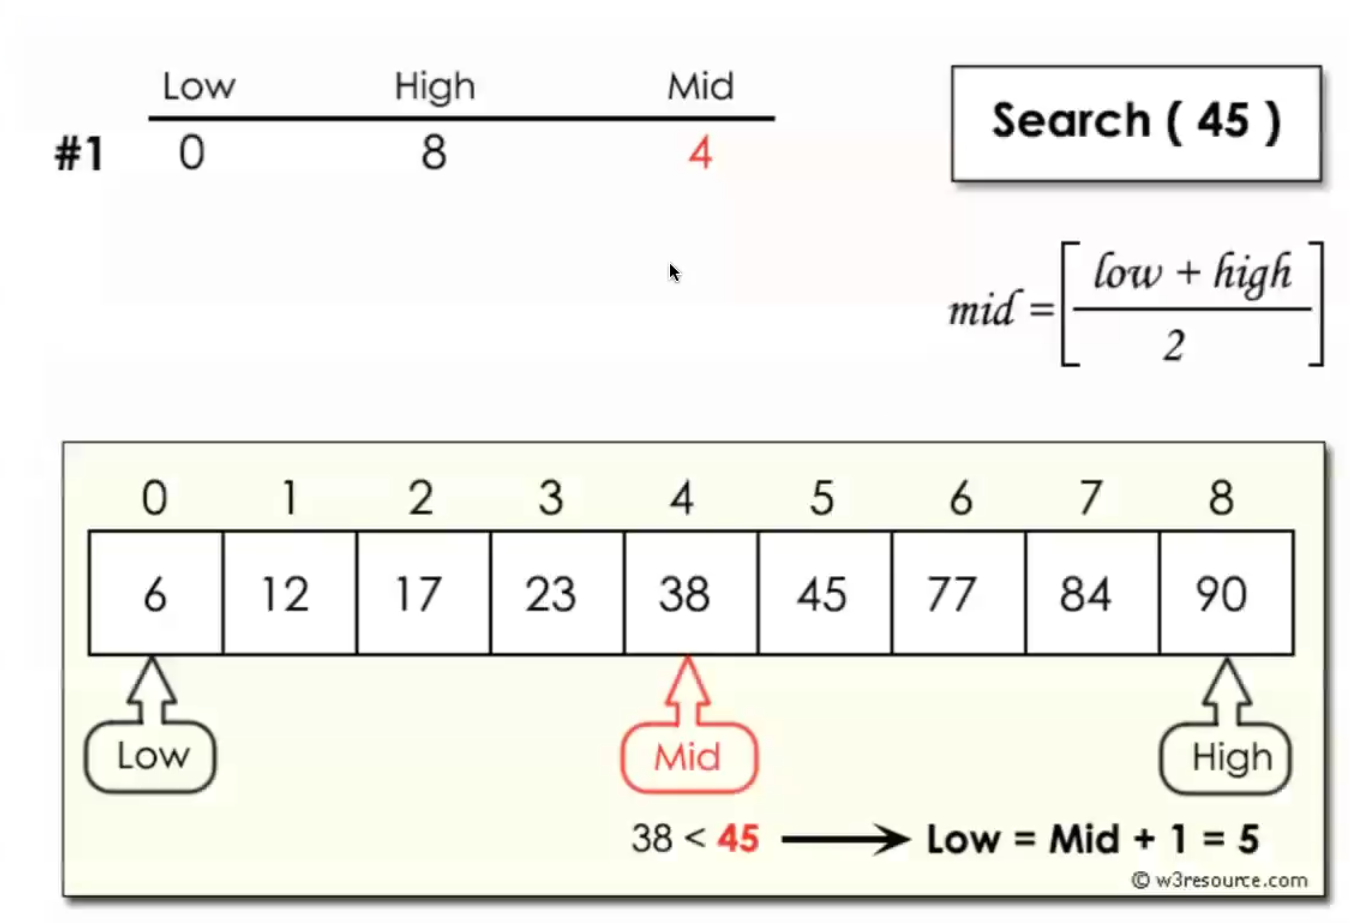 Low High Mid
#1 0 8 4
Search ( 45 )
mid = [ low + high
2 ]
0 1 2 3 4 5 6 7 8
6 12 17 23 38 45 77 84 90
Low Mid High
38 < 45 → Low = Mid + 1 = 5
© w3resource.com